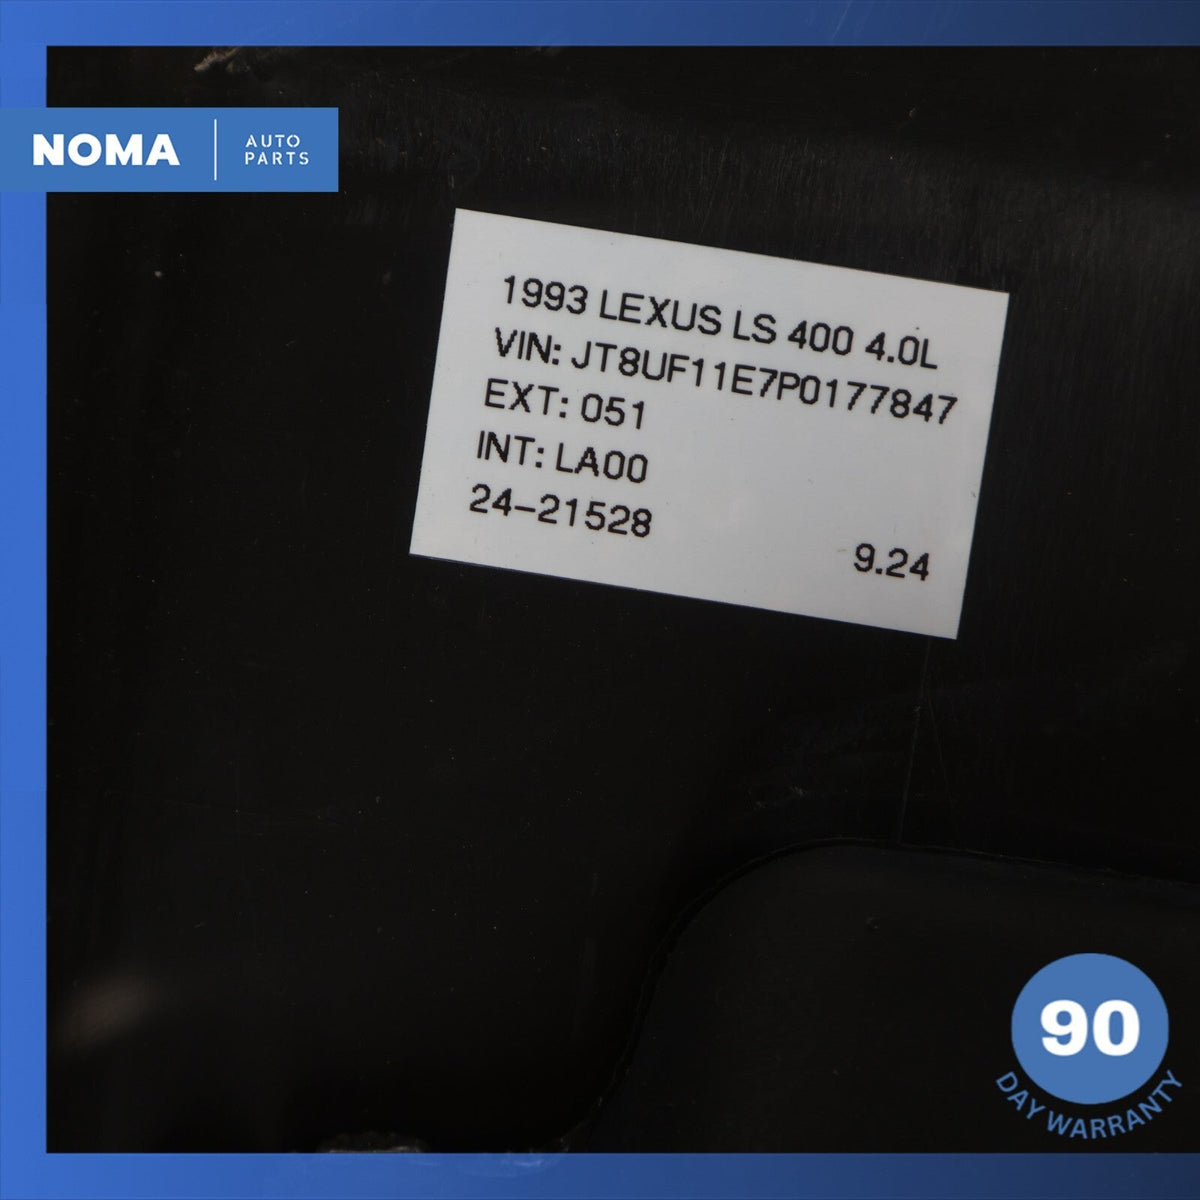 NOMA
AUTO
PARTS
1993 LEXUS LS 400 4.0L
VIN: JT8UF11E7P0177847
EXT: 051
INT: LA00
24-21528
9.24
90
DAY WARRANTY